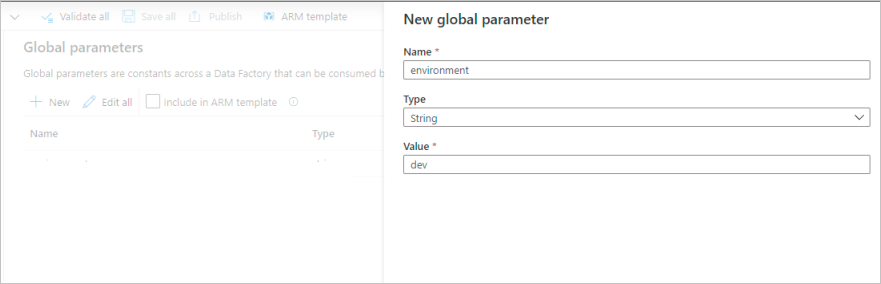 Validate all Save all Publish ARM template
Global parameters
Global parameters are constants across a Data Factory that can be consumed b
New Edit all Include in ARM template
Name Type
New global parameter
Name *
environment
Type
String
Value *
dev